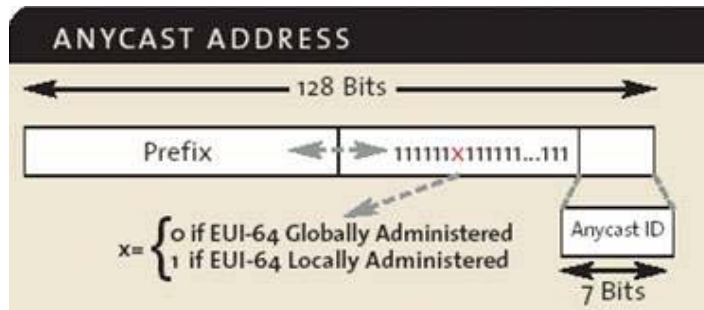 ANYCAST ADDRESS
128 Bits
Prefix 111111X111111...111
x= { 0 if EUI-64 Globally Administered
1 if EUI-64 Locally Administered
Anycast ID
7 Bits